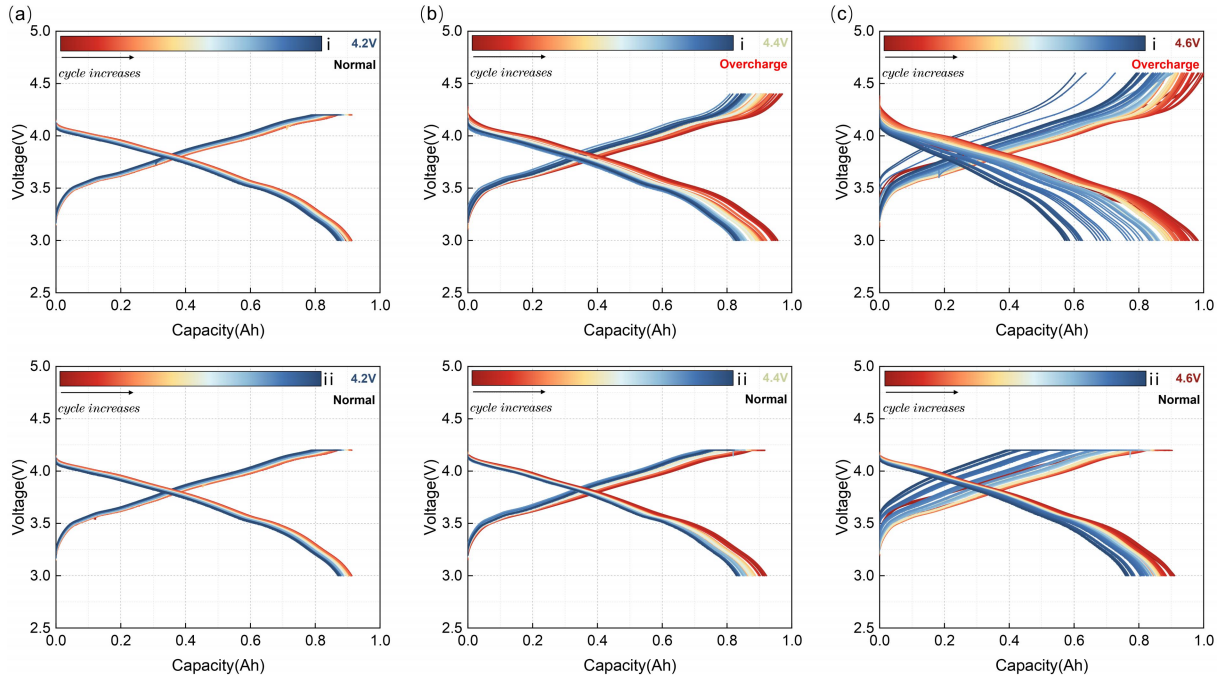 (a)
5.0
4.5
4.0
3.5
3.0
2.5
Voltage(V)
i
4.2V
Normal
cycle increases
0.0 0.2 0.4 0.6 0.8 1.0
Capacity(Ah)
(b)
5.0
4.5
4.0
3.5
3.0
2.5
Voltage(V)
i
4.4V
Overcharge
cycle increases
0.0 0.2 0.4 0.6 0.8 1.0
Capacity(Ah)
(c)
5.0
4.5
4.0
3.5
3.0
2.5
Voltage(V)
i
4.6V
Overcharge
cycle increases
0.0 0.2 0.4 0.6 0.8 1.0
Capacity(Ah)
5.0
4.5
4.0
3.5
3.0
2.5
Voltage(V)
ii
4.2V
Normal
cycle increases
0.0 0.2 0.4 0.6 0.8 1.0
Capacity(Ah)
5.0
4.5
4.0
3.5
3.0
2.5
Voltage(V)
ii
4.4V
Normal
cycle increases
0.0 0.2 0.4 0.6 0.8 1.0
Capacity(Ah)
5.0
4.5
4.0
3.5
3.0
2.5
Voltage(V)
ii
4.6V
Normal
cycle increases
0.0 0.2 0.4 0.6 0.8 1.0
Capacity(Ah)